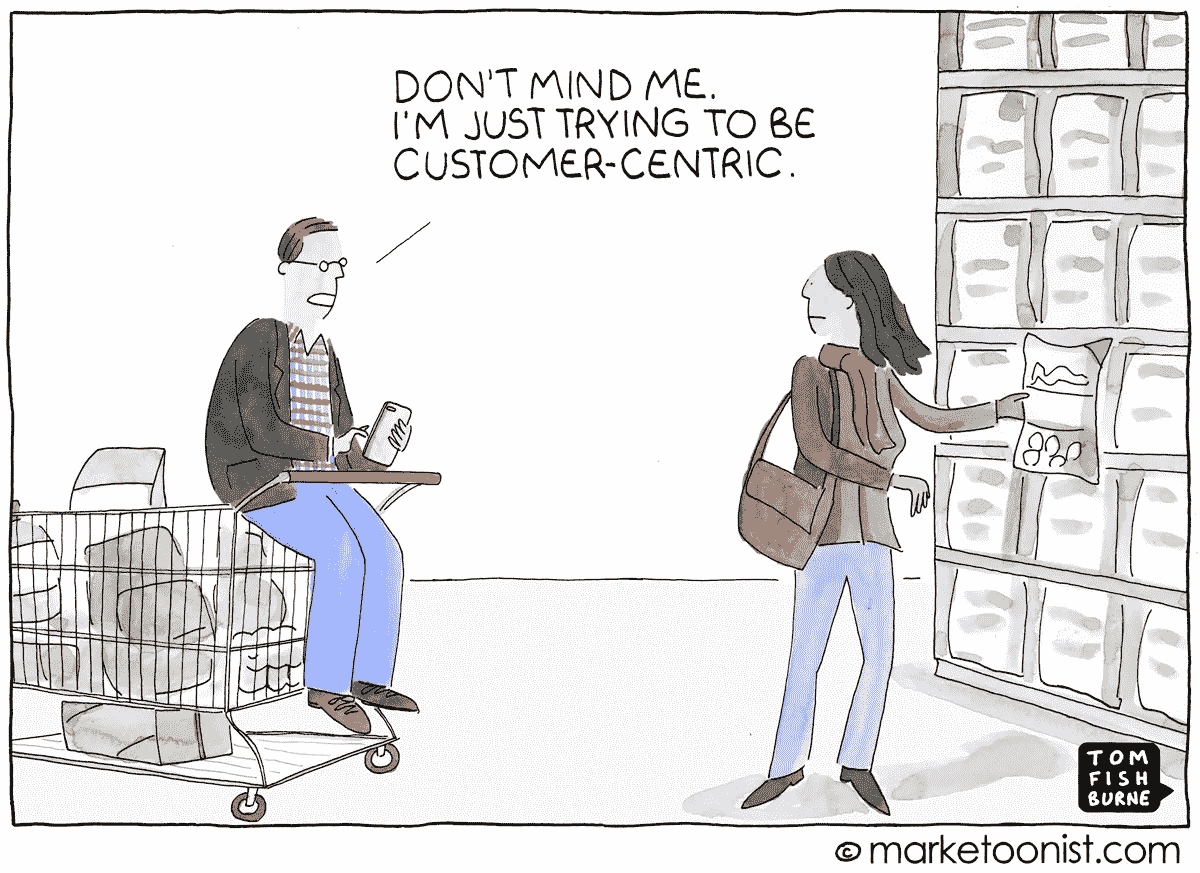 DON'T MIND ME.
I'M JUST TRYING TO BE
CUSTOMER-CENTRIC.
TOM
FISH
BURNE
© marketoonist.com